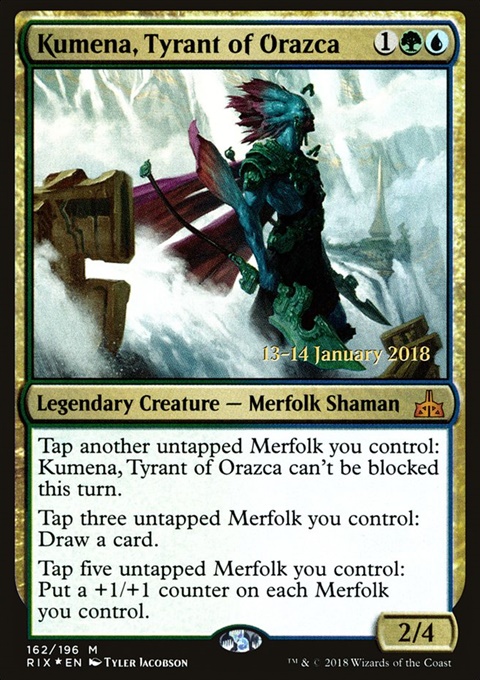 Kumena, Tyrant of Orazca 1
13-14 January 2018
Legendary Creature — Merfolk Shaman
Tap another untapped Merfolk you control:
Kumena, Tyrant of Orazca can't be blocked
this turn.
Tap three untapped Merfolk you control:
Draw a card.
Tap five untapped Merfolk you control:
Put a +1/+1 counter on each Merfolk
you control.
2/4
162/196 M
RIX ★ EN Tyler Jacobson
™ & © 2018 Wizards of the Coast